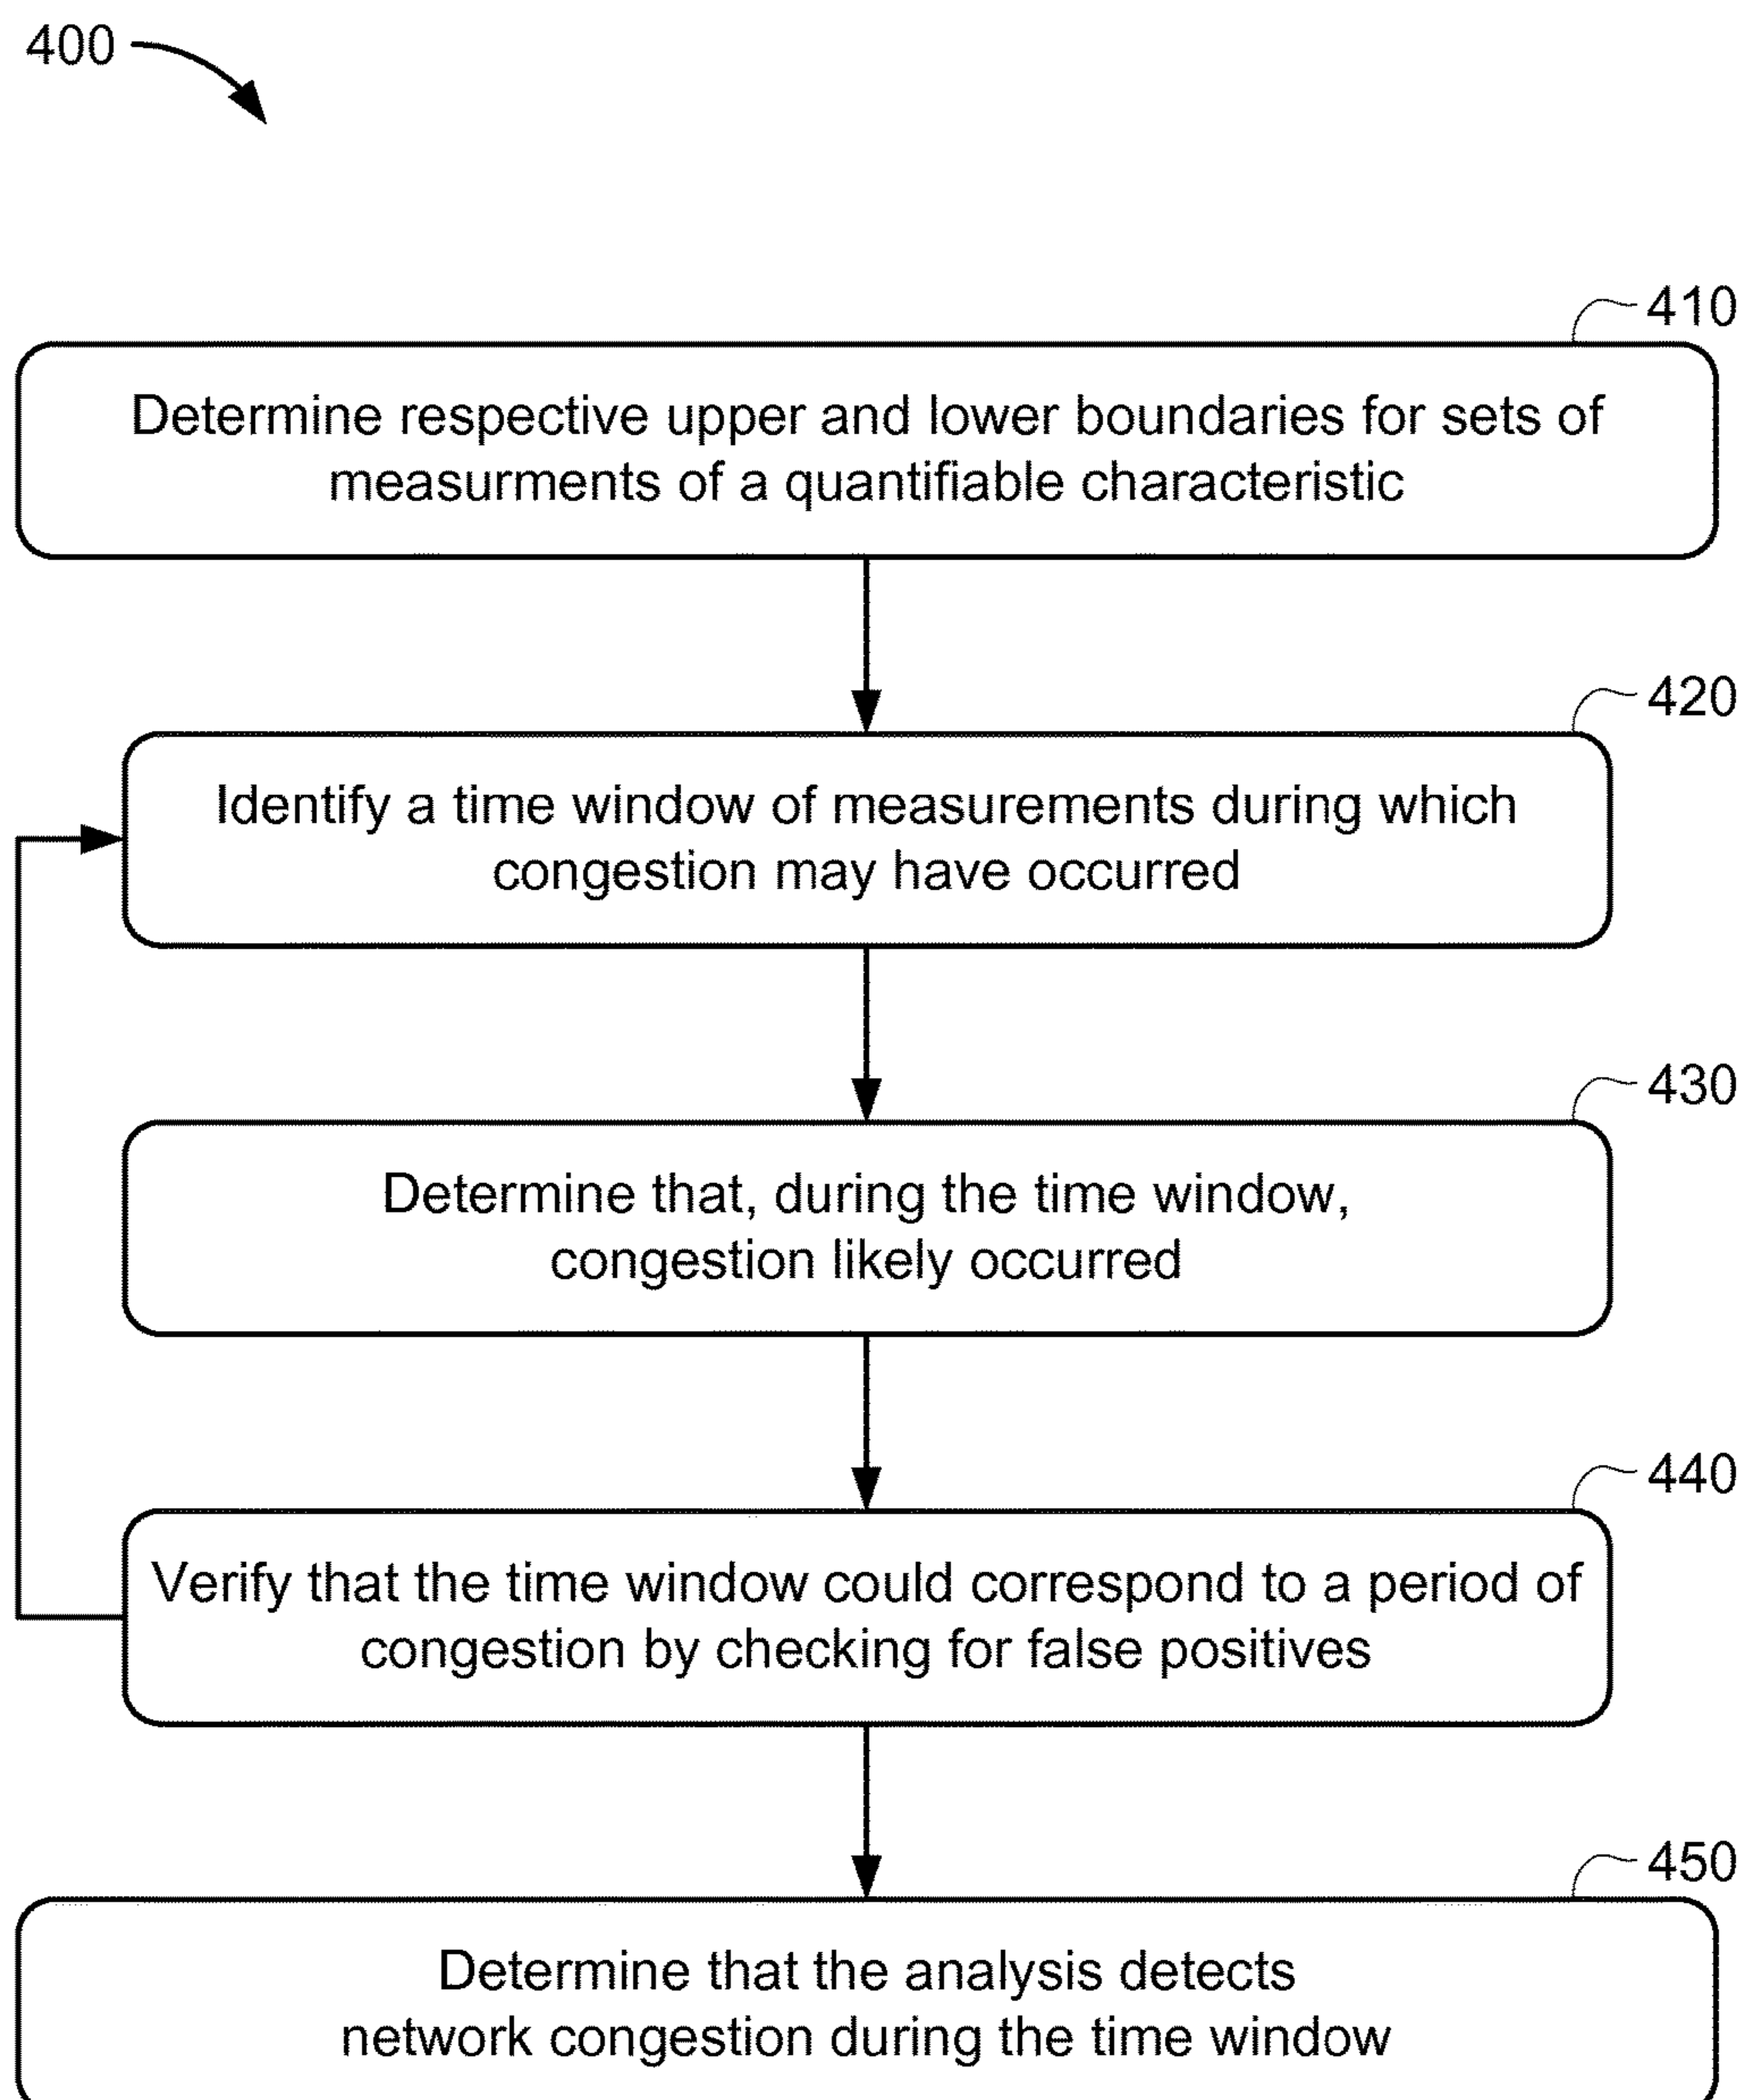 400
410
Determine respective upper and lower boundaries for sets of
measurments of a quantifiable characteristic
420
Identify a time window of measurements during which
congestion may have occurred
430
Determine that, during the time window,
congestion likely occurred
440
Verify that the time window could correspond to a period of
congestion by checking for false positives
450
Determine that the analysis detects
network congestion during the time window